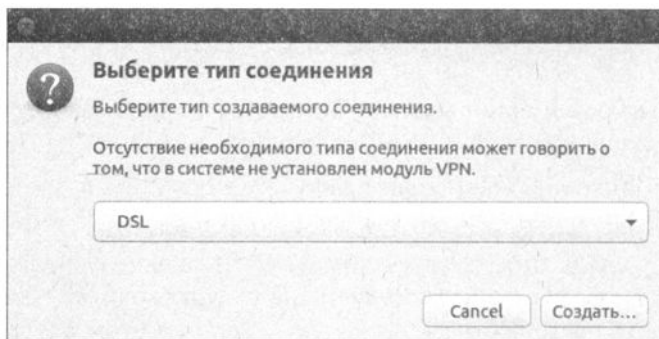 Выберите тип соединения
Выберите тип создаваемого соединения.
Отсутствие необходимого типа соединения может говорить о
том, что в системе не установлен модуль VPN.
DSL
Cancel
Создать...